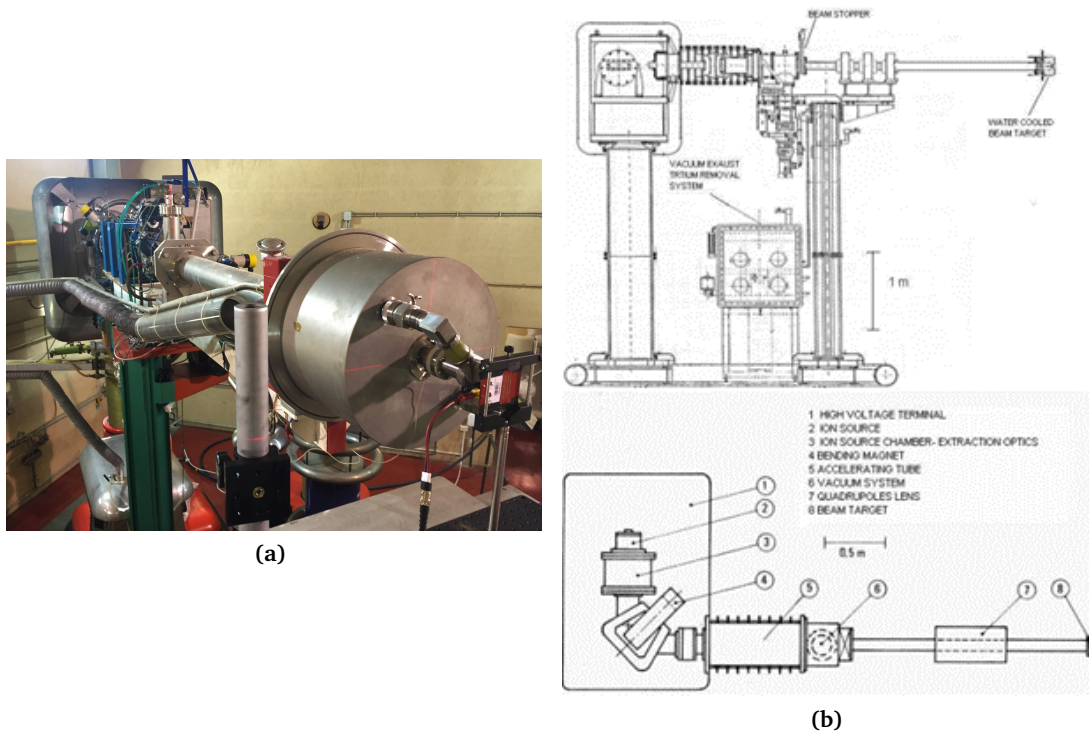 BEAM STOPPER
WATER COOLED
BEAM TARGET
VACUUM EXAUST
TRTIUM REMOVAL
SYSTEM
1 m
1 HIGH VOLTAGE TERMINAL
2 ION SOURCE
3 ION SOURCE CHAMBER- EXTRACTION OPTICS
4 BENDING MAGNET
5 ACCELERATING TUBE
6 VACUUM SYSTEM
7 QUADRUPOLES LENS
8 BEAM TARGET
0.5 m
1
2
3
4
5
6
7
8
(a)
(b)